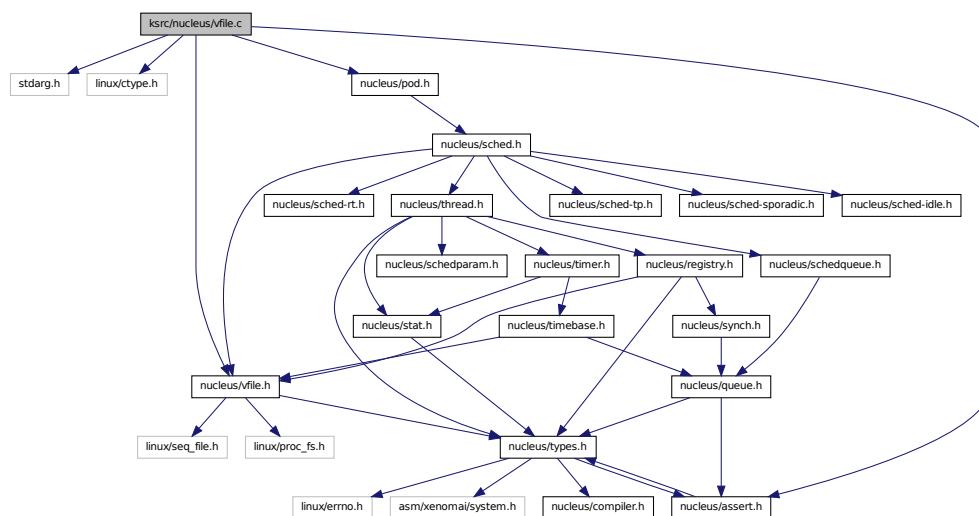 ksrc/nucleus/vfile.c
stdarg.h
linux/ctype.h
nucleus/pod.h
nucleus/sched.h
nucleus/sched-rt.h
nucleus/thread.h
nucleus/sched-tp.h
nucleus/sched-sporadic.h
nucleus/sched-idle.h
nucleus/schedparam.h
nucleus/timer.h
nucleus/registry.h
nucleus/schedqueue.h
nucleus/stat.h
nucleus/timebase.h
nucleus/synch.h
nucleus/vfile.h
nucleus/queue.h
linux/seq_file.h
linux/proc_fs.h
nucleus/types.h
linux/errno.h
asm/xenomai/system.h
nucleus/compiler.h
nucleus/assert.h